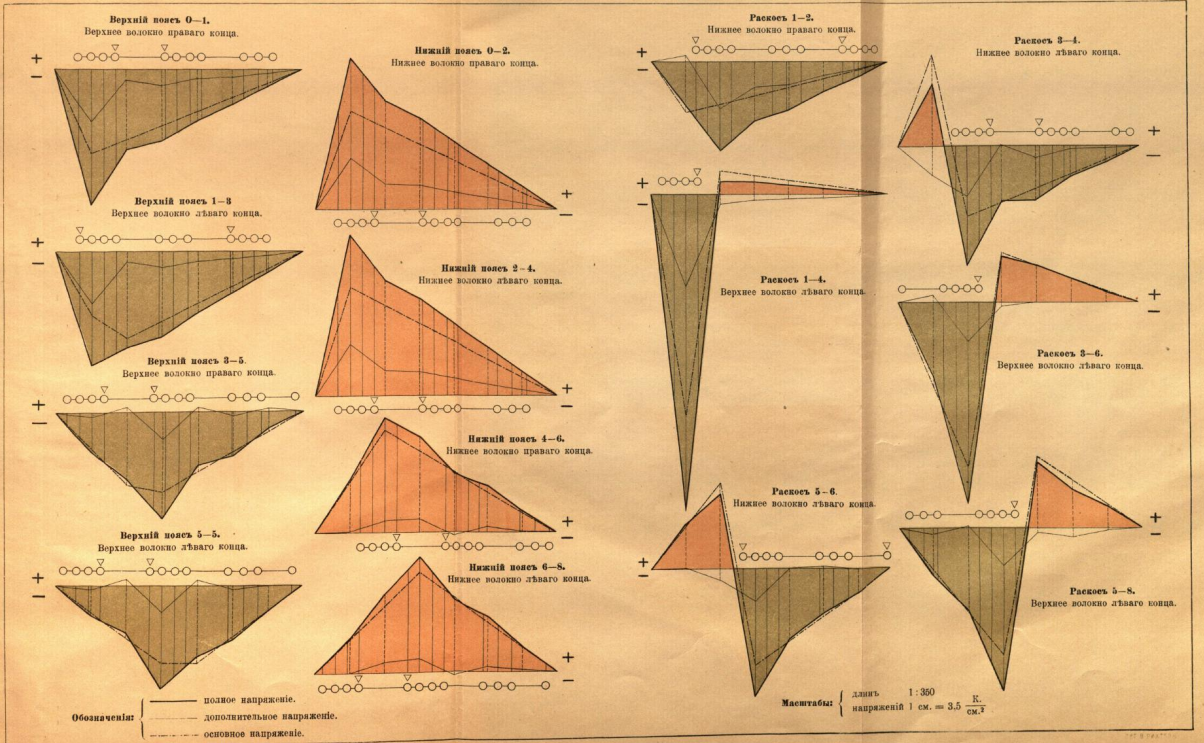 Верхній поясъ 0—1.
Верхнее волокно праваго конца.
+
−
Верхній поясъ 1-3
Верхнее волокно лѣваго конца.
+
−
Верхній поясъ 3—5.
Верхнее волокно праваго конца.
+
−
Верхній поясъ 5—5.
Верхнее волокно лѣваго конца.
+
−
Нижній поясъ 0—2.
Нижнее волокно праваго конца.
+
−
Нижній поясъ 2-4.
Нижнее волокно лѣваго конца.
+
−
Нижній поясъ 4—6.
Нижнее волокно праваго конца.
+
−
Нижній поясъ 6—8.
Нижнее волокно лѣваго конца.
+
−
Раскосъ 1—2.
Нижнее волокно праваго конца.
+
−
+
−
Раскосъ 1—4.
Верхнее волокно лѣваго конца.
Раскосъ 5-6.
Нижнее волокно лѣваго конца.
+
−
Раскосъ 3-4.
Нижнее волокно лѣваго конца.
+
−
+
−
Раскосъ 3—6.
Верхнее волокно лѣваго конца.
+
−
Раскосъ 5—8.
Верхнее волокно лѣваго конца.
Обозначенія:
полное напряженіе.
дополнительное напряженіе.
основное напряженіе.
Масштабы:
длинъ 1:350
напряженій 1 см. = 3,5 К./см.²